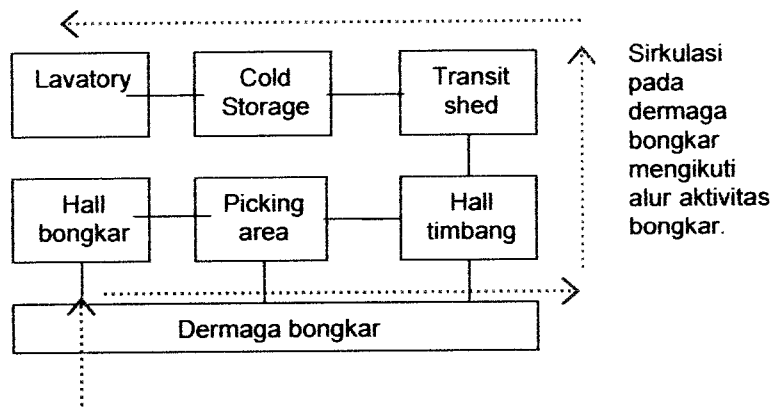 Lavatory
Cold
Storage
Transit
shed
Sirkulasi
pada
dermaga
bongkar
mengikuti
alur aktivitas
bongkar.
Hall
bongkar
Picking
area
Hall
timbang
Dermaga bongkar